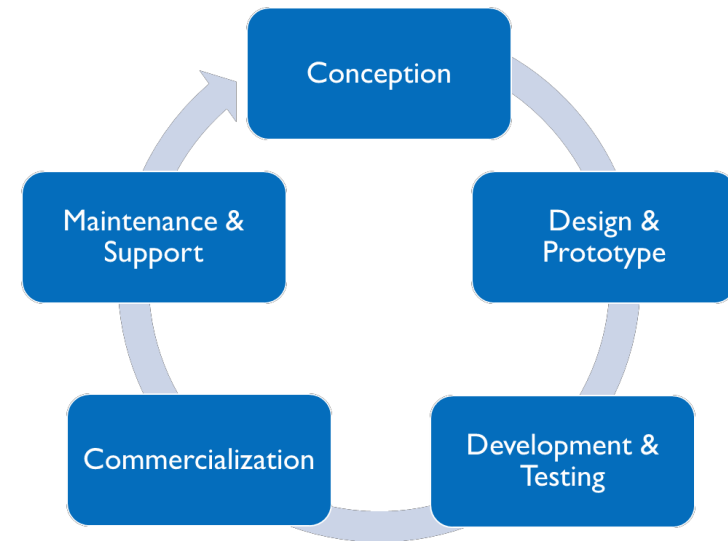 Conception
Design &
Prototype
Development &
Testing
Commercialization
Maintenance &
Support